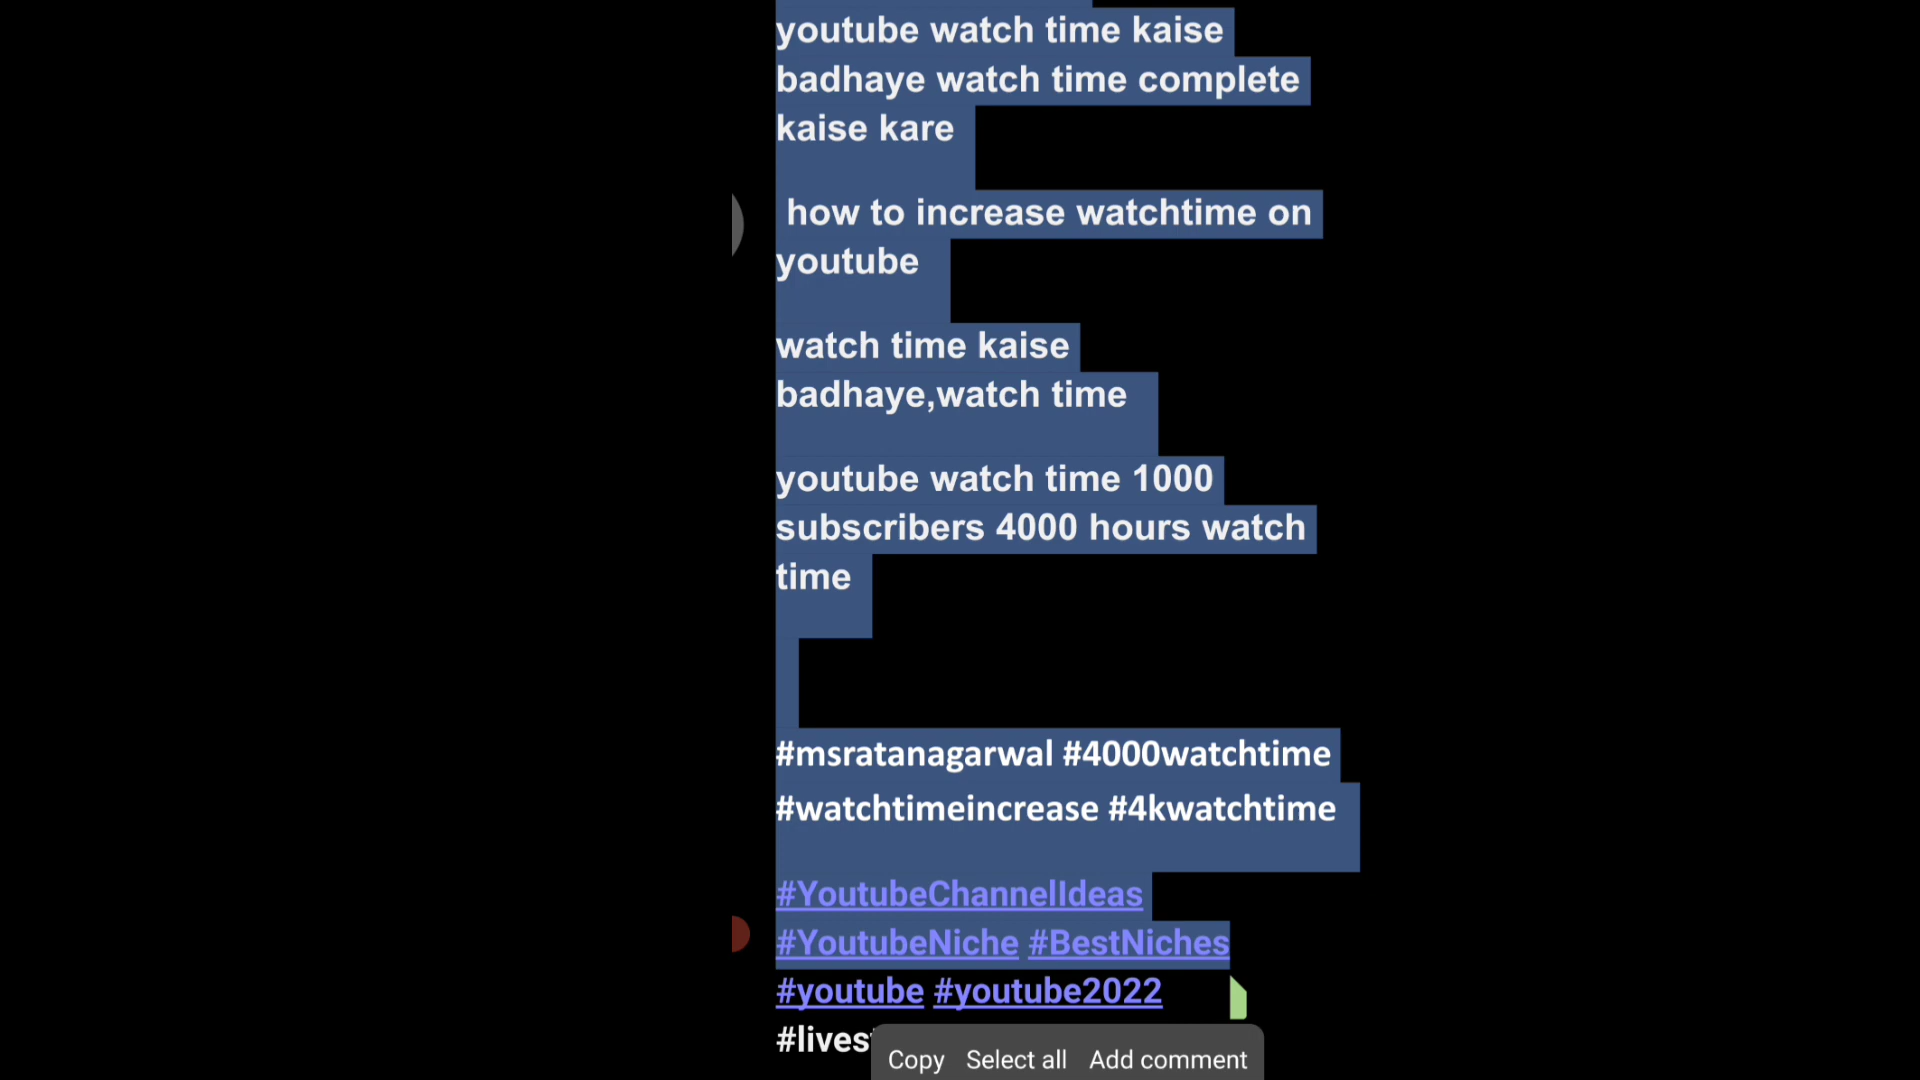 youtube watch time kaise
badhaye watch time complete
kaise kare
how to increase watchtime on
youtube
watch time kaise
badhaye,watch time
youtube watch time 1000
subscribers 4000 hours watch
time
#msratanagarwal #4000watchtime
#watchtimeincrease #4kwatchtime
#YoutubeChannelIdeas
#YoutubeNiche #BestNiches
#youtube #youtube2022
Copy Select all Add comment